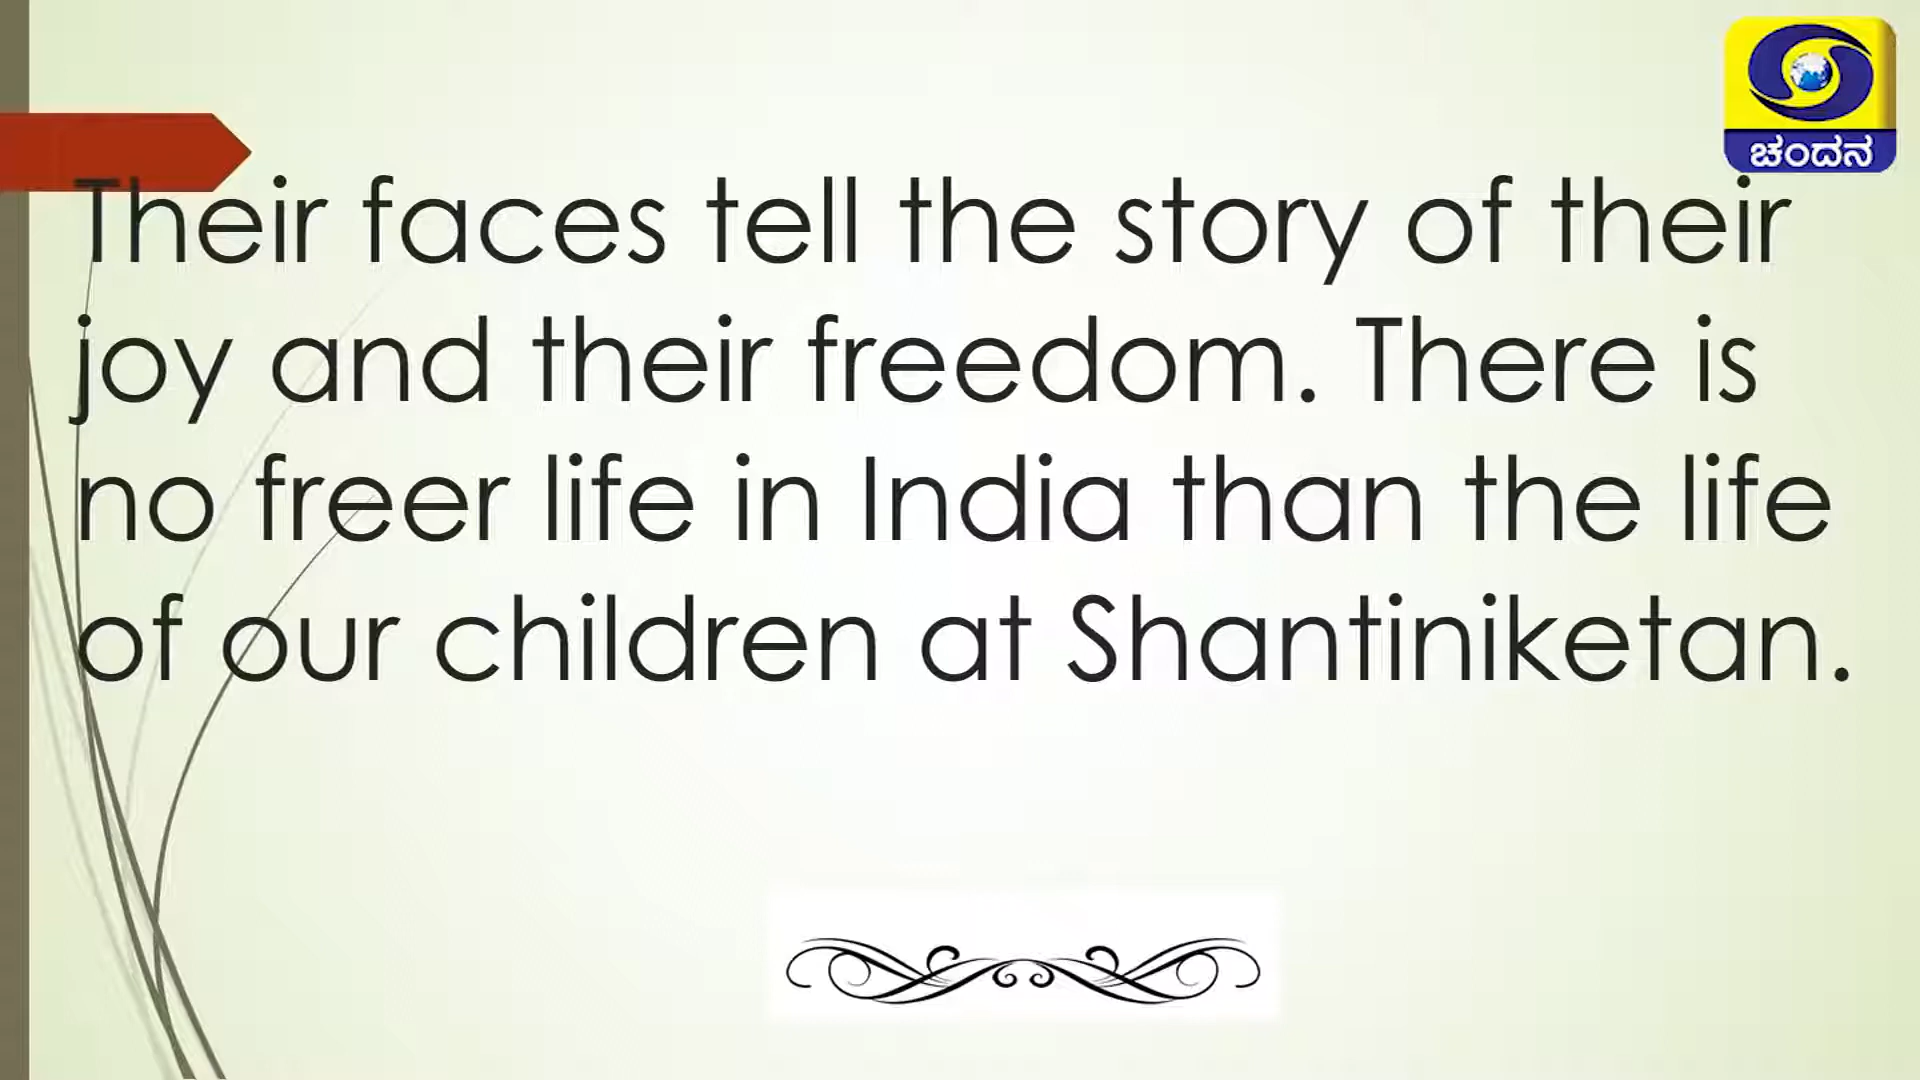 ಚಂದನ
Their faces tell the story of their
joy and their freedom. There is
no freer life in India than the life
of our children at Shantiniketan.